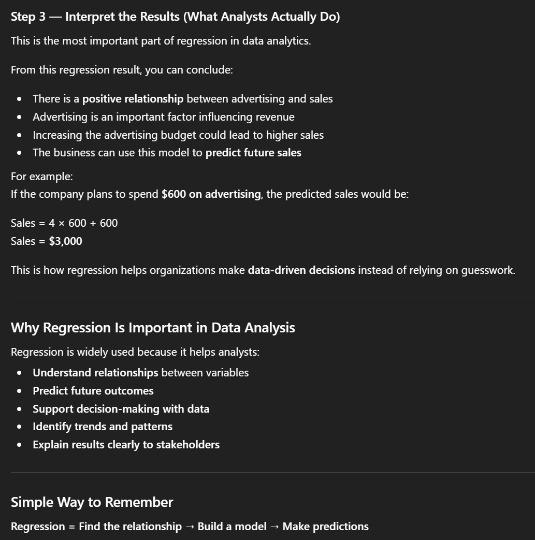 Step 3 — Interpret the Results (What Analysts Actually Do)
This is the most important part of regression in data analytics.
From this regression result, you can conclude:
• There is a positive relationship between advertising and sales
• Advertising is an important factor influencing revenue
• Increasing the advertising budget could lead to higher sales
• The business can use this model to predict future sales
For example:
If the company plans to spend $600 on advertising, the predicted sales would be:
Sales = 4 × 600 + 600
Sales = $3,000
This is how regression helps organizations make data-driven decisions instead of relying on guesswork.
Why Regression Is Important in Data Analysis
Regression is widely used because it helps analysts:
• Understand relationships between variables
• Predict future outcomes
• Support decision-making with data
• Identify trends and patterns
• Explain results clearly to stakeholders
Simple Way to Remember
Regression = Find the relationship → Build a model → Make predictions